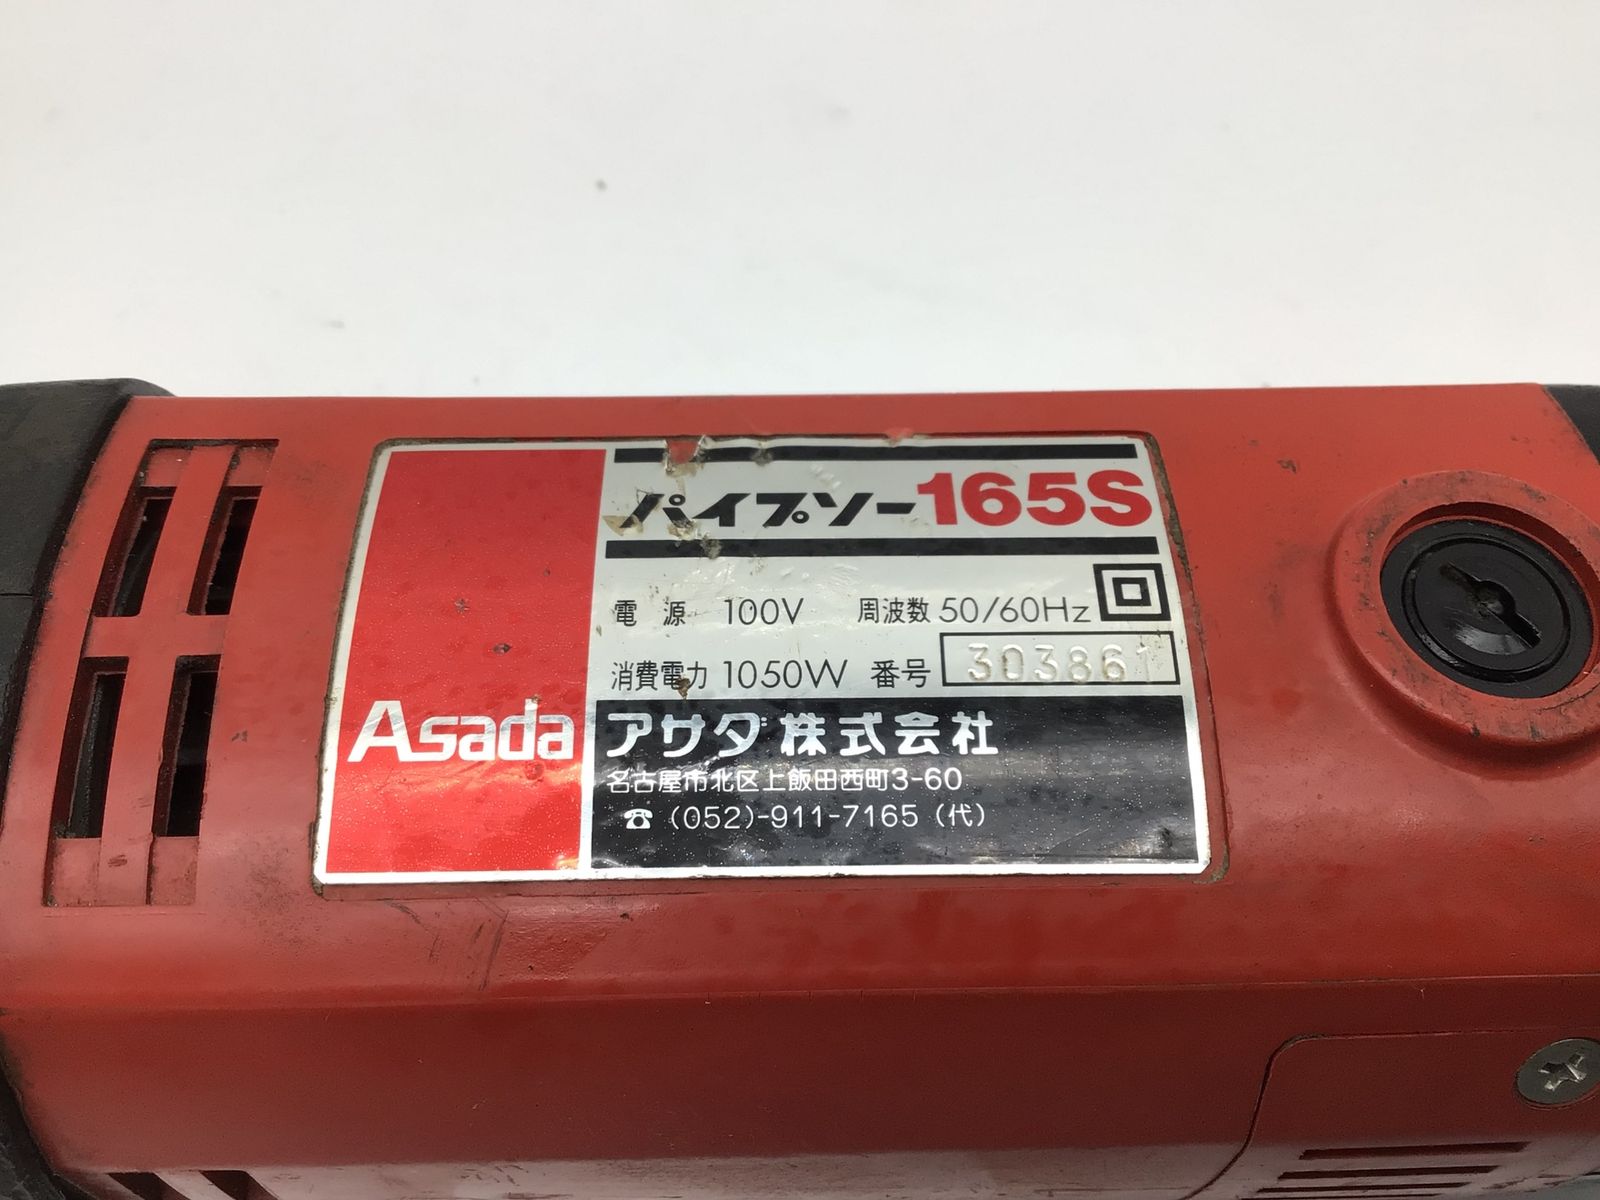 パイプソー165S
電源 100V 周波数 50/60Hz
消費電力 1050W 番号 303861
Asada
アサダ株式会社
名古屋市北区上飯田西町3-60
☎ (052)-911-7165 (代)